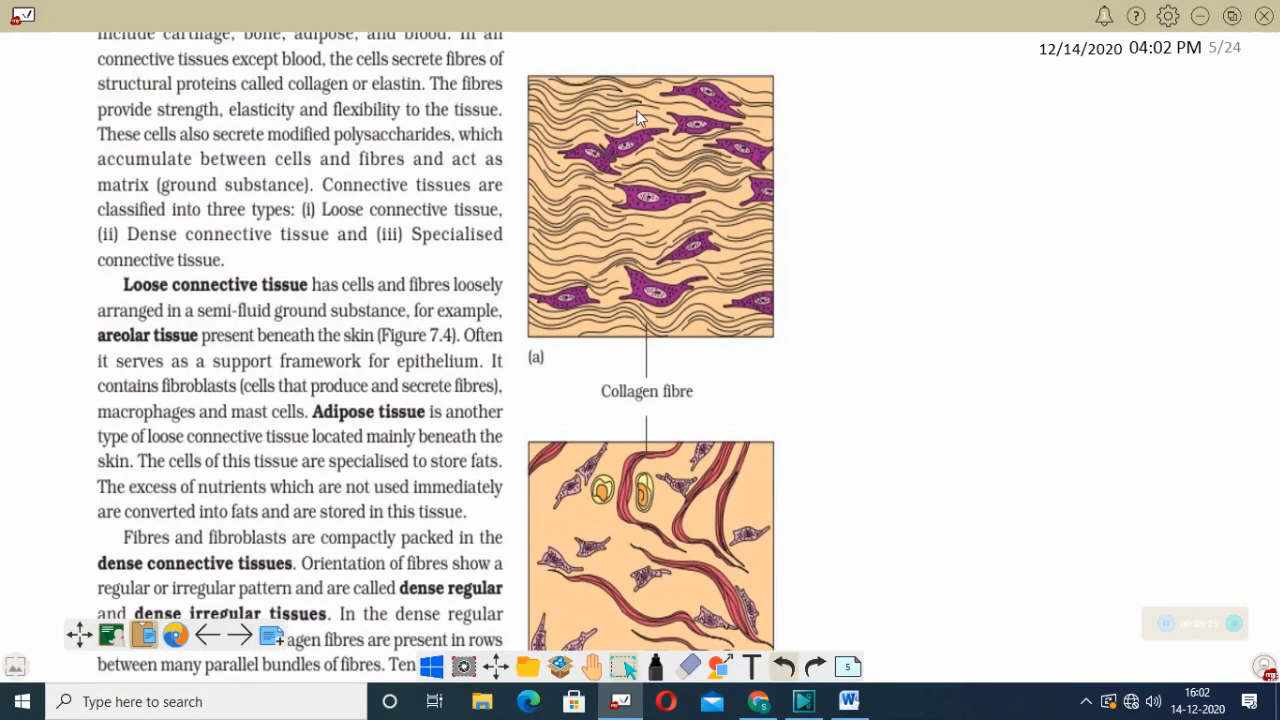 12/14/2020 04:02 PM 5/24
include cartilage, bone, adipose, and blood. In all
connective tissues except blood, the cells secrete fibres of
structural proteins called collagen or elastin. The fibres
provide strength, elasticity and flexibility to the tissue.
These cells also secrete modified polysaccharides, which
accumulate between cells and fibres and act as
matrix (ground substance). Connective tissues are
classified into three types: (i) Loose connective tissue,
(ii) Dense connective tissue and (iii) Specialised
connective tissue.
Loose connective tissue has cells and fibres loosely
arranged in a semi-fluid ground substance, for example,
areolar tissue present beneath the skin (Figure 7.4). Often
it serves as a support framework for epithelium. It
contains fibroblasts (cells that produce and secrete fibres),
macrophages and mast cells. Adipose tissue is another
type of loose connective tissue located mainly beneath the
skin. The cells of this tissue are specialised to store fats.
The excess of nutrients which are not used immediately
are converted into fats and are stored in this tissue.
Fibres and fibroblasts are compactly packed in the
dense connective tissues. Orientation of fibres show a
regular or irregular pattern and are called dense regular
and dense irregular tissues. In the dense regular
agen fibres are present in rows
between many parallel bundles of fibres. Ten
(a)
Collagen fibre
00:09:25
5
Type here to search
16:02
14-12-2020